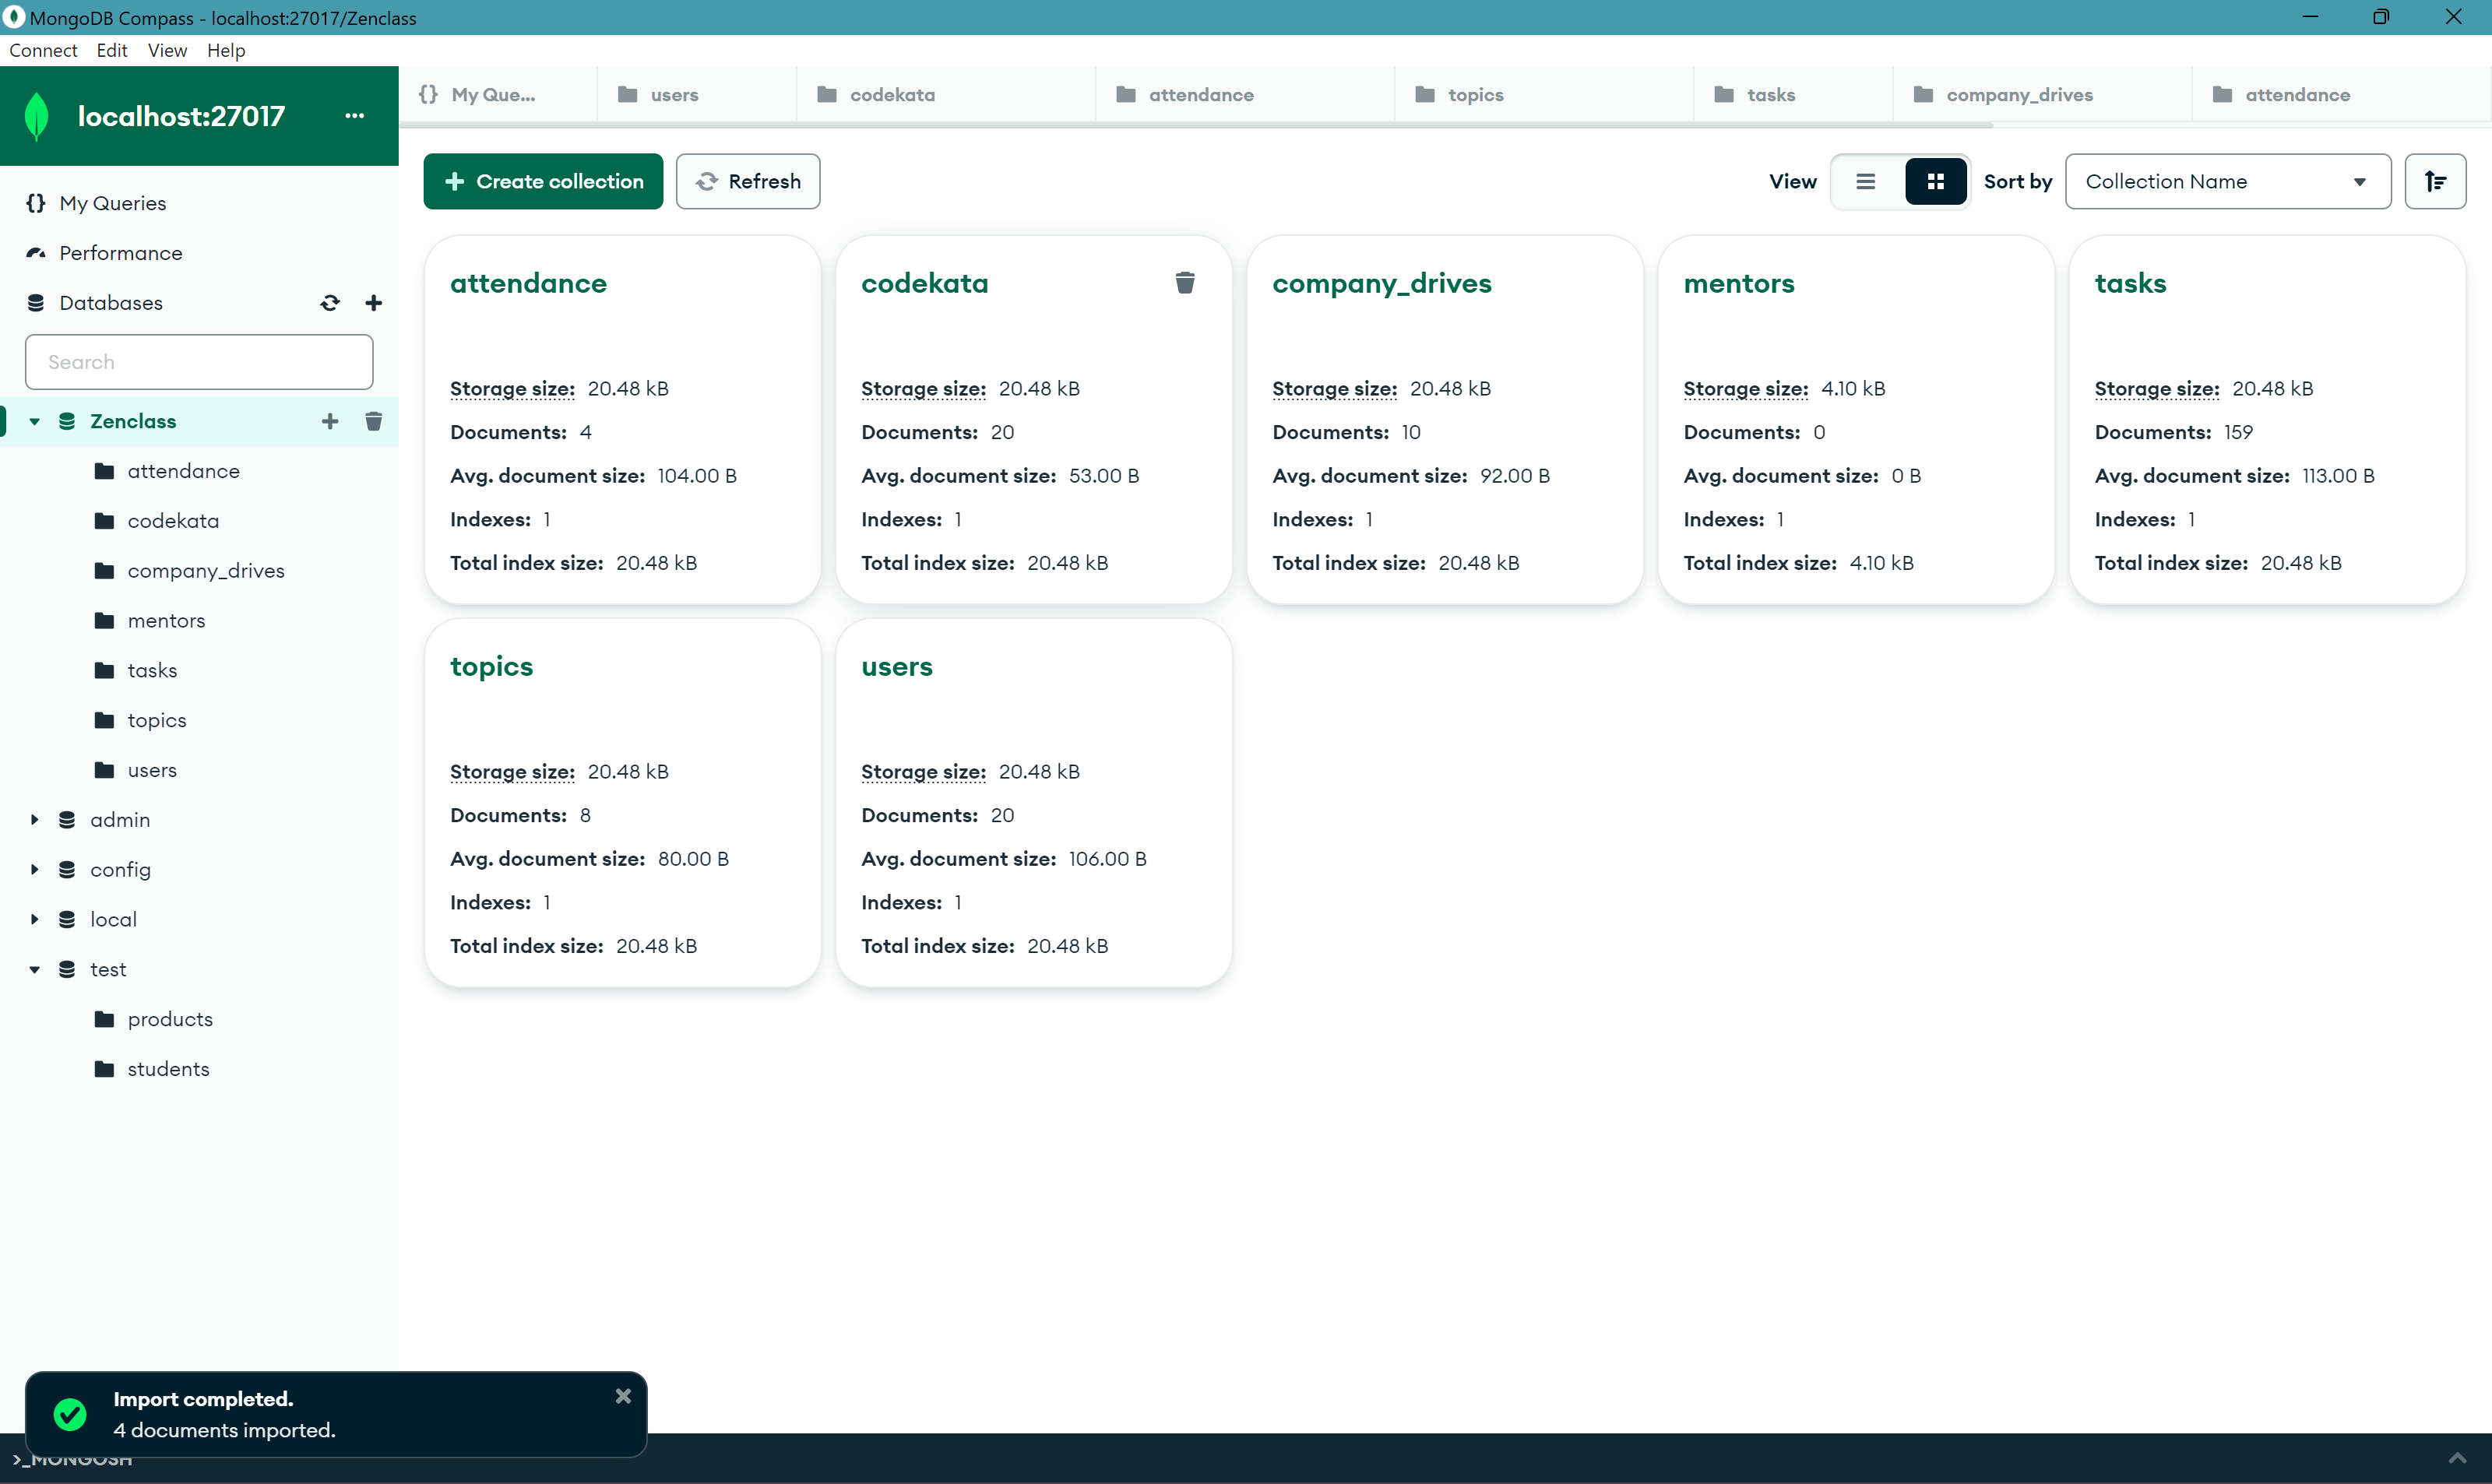 MongoDB Compass - localhost:27017/Zenclass
Connect Edit View Help
localhost:27017 ...
{} My Que... users codekata attendance topics tasks company_drives attendance
Create collection Refresh View Sort by Collection Name
{} My Queries
Performance
Databases
Search
Zenclass
attendance
codekata
company_drives
mentors
tasks
topics
users
admin
config
local
test
products
students
attendance
Storage size: 20.48 kB
Documents: 4
Avg. document size: 104.00 B
Indexes: 1
Total index size: 20.48 kB
codekata
Storage size: 20.48 kB
Documents: 20
Avg. document size: 53.00 B
Indexes: 1
Total index size: 20.48 kB
company_drives
Storage size: 20.48 kB
Documents: 10
Avg. document size: 92.00 B
Indexes: 1
Total index size: 20.48 kB
mentors
Storage size: 4.10 kB
Documents: 0
Avg. document size: 0 B
Indexes: 1
Total index size: 4.10 kB
tasks
Storage size: 20.48 kB
Documents: 159
Avg. document size: 113.00 B
Indexes: 1
Total index size: 20.48 kB
topics
Storage size: 20.48 kB
Documents: 8
Avg. document size: 80.00 B
Indexes: 1
Total index size: 20.48 kB
users
Storage size: 20.48 kB
Documents: 20
Avg. document size: 106.00 B
Indexes: 1
Total index size: 20.48 kB
Import completed.
4 documents imported.
>_MONGOSH